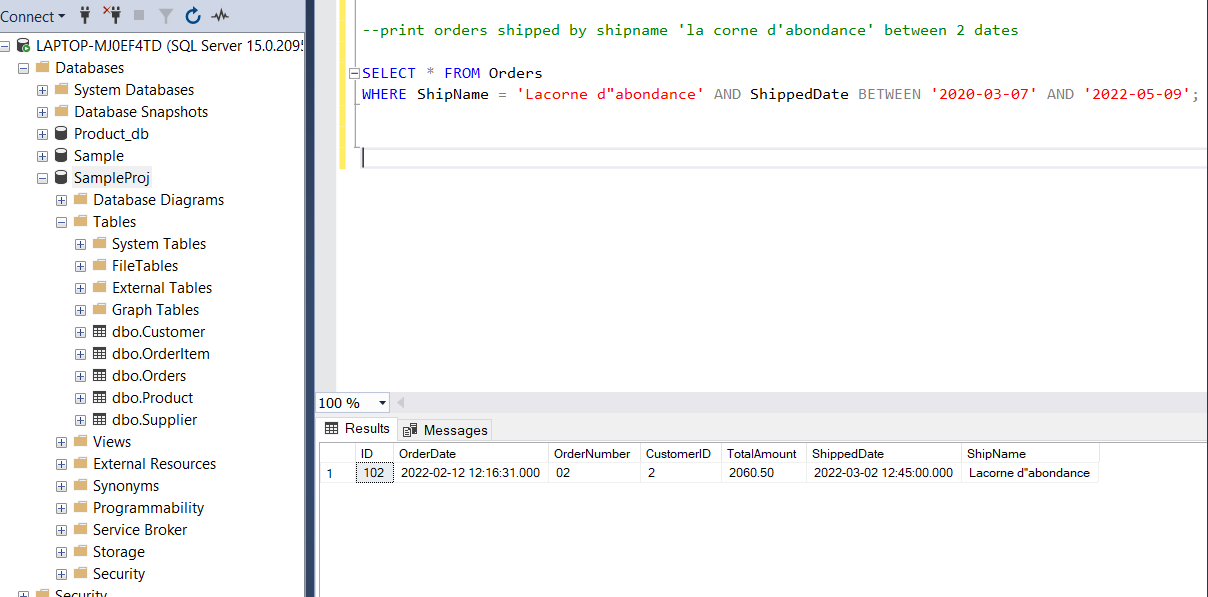 Connect
LAPTOP-MJ0EF4TD (SQL Server 15.0.2095
Databases
System Databases
Database Snapshots
Product_db
Sample
SampleProj
Database Diagrams
Tables
System Tables
FileTables
External Tables
Graph Tables
dbo.Customer
dbo.OrderItem
dbo.Orders
dbo.Product
dbo.Supplier
Views
External Resources
Synonyms
Programmability
Service Broker
Storage
Security
Security
--print orders shipped by shipname 'la corne d'abondance' between 2 dates
SELECT * FROM Orders
WHERE ShipName = 'Lacorne d"abondance' AND ShippedDate BETWEEN '2020-03-07' AND '2022-05-09';
100 %
Results Messages
ID OrderDate OrderNumber CustomerID TotalAmount ShippedDate ShipName
1 102 2022-02-12 12:16:31.000 02 2 2060.50 2022-03-02 12:45:00.000 Lacorne d"abondance